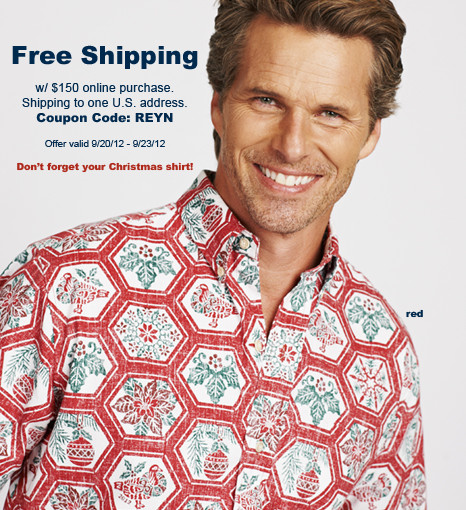 Free Shipping
w/ $150 online purchase.
Shipping to one U.S. address.
Coupon Code: REYN
Offer valid 9/20/12 - 9/23/12
Don't forget your Christmas shirt!
red